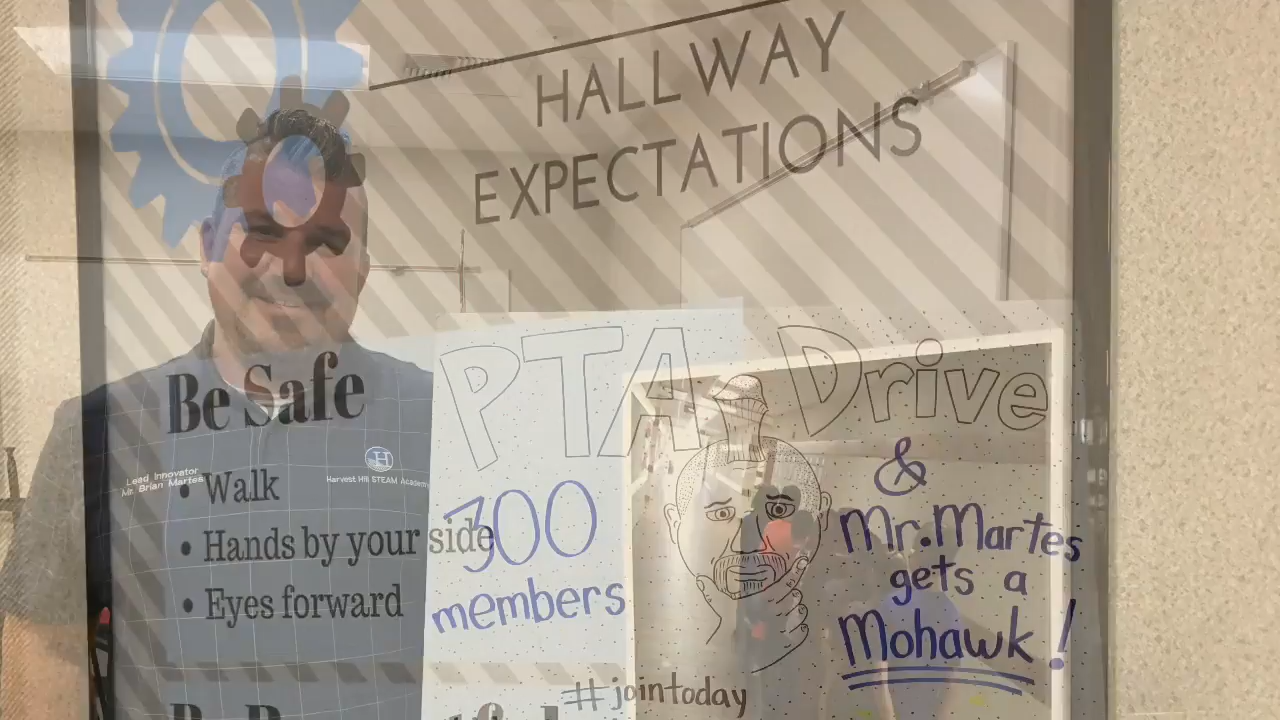 HALLWAY
EXPECTATIONS
Be Safe
• Walk
• Hands by your side
• Eyes forward
Lead Innovator
Mr. Brian Martes
H
Harvest Hill STEAM Academy
PTA Drive
300
members
&
Mr. Martes
gets a
Mohawk!
#jointoday